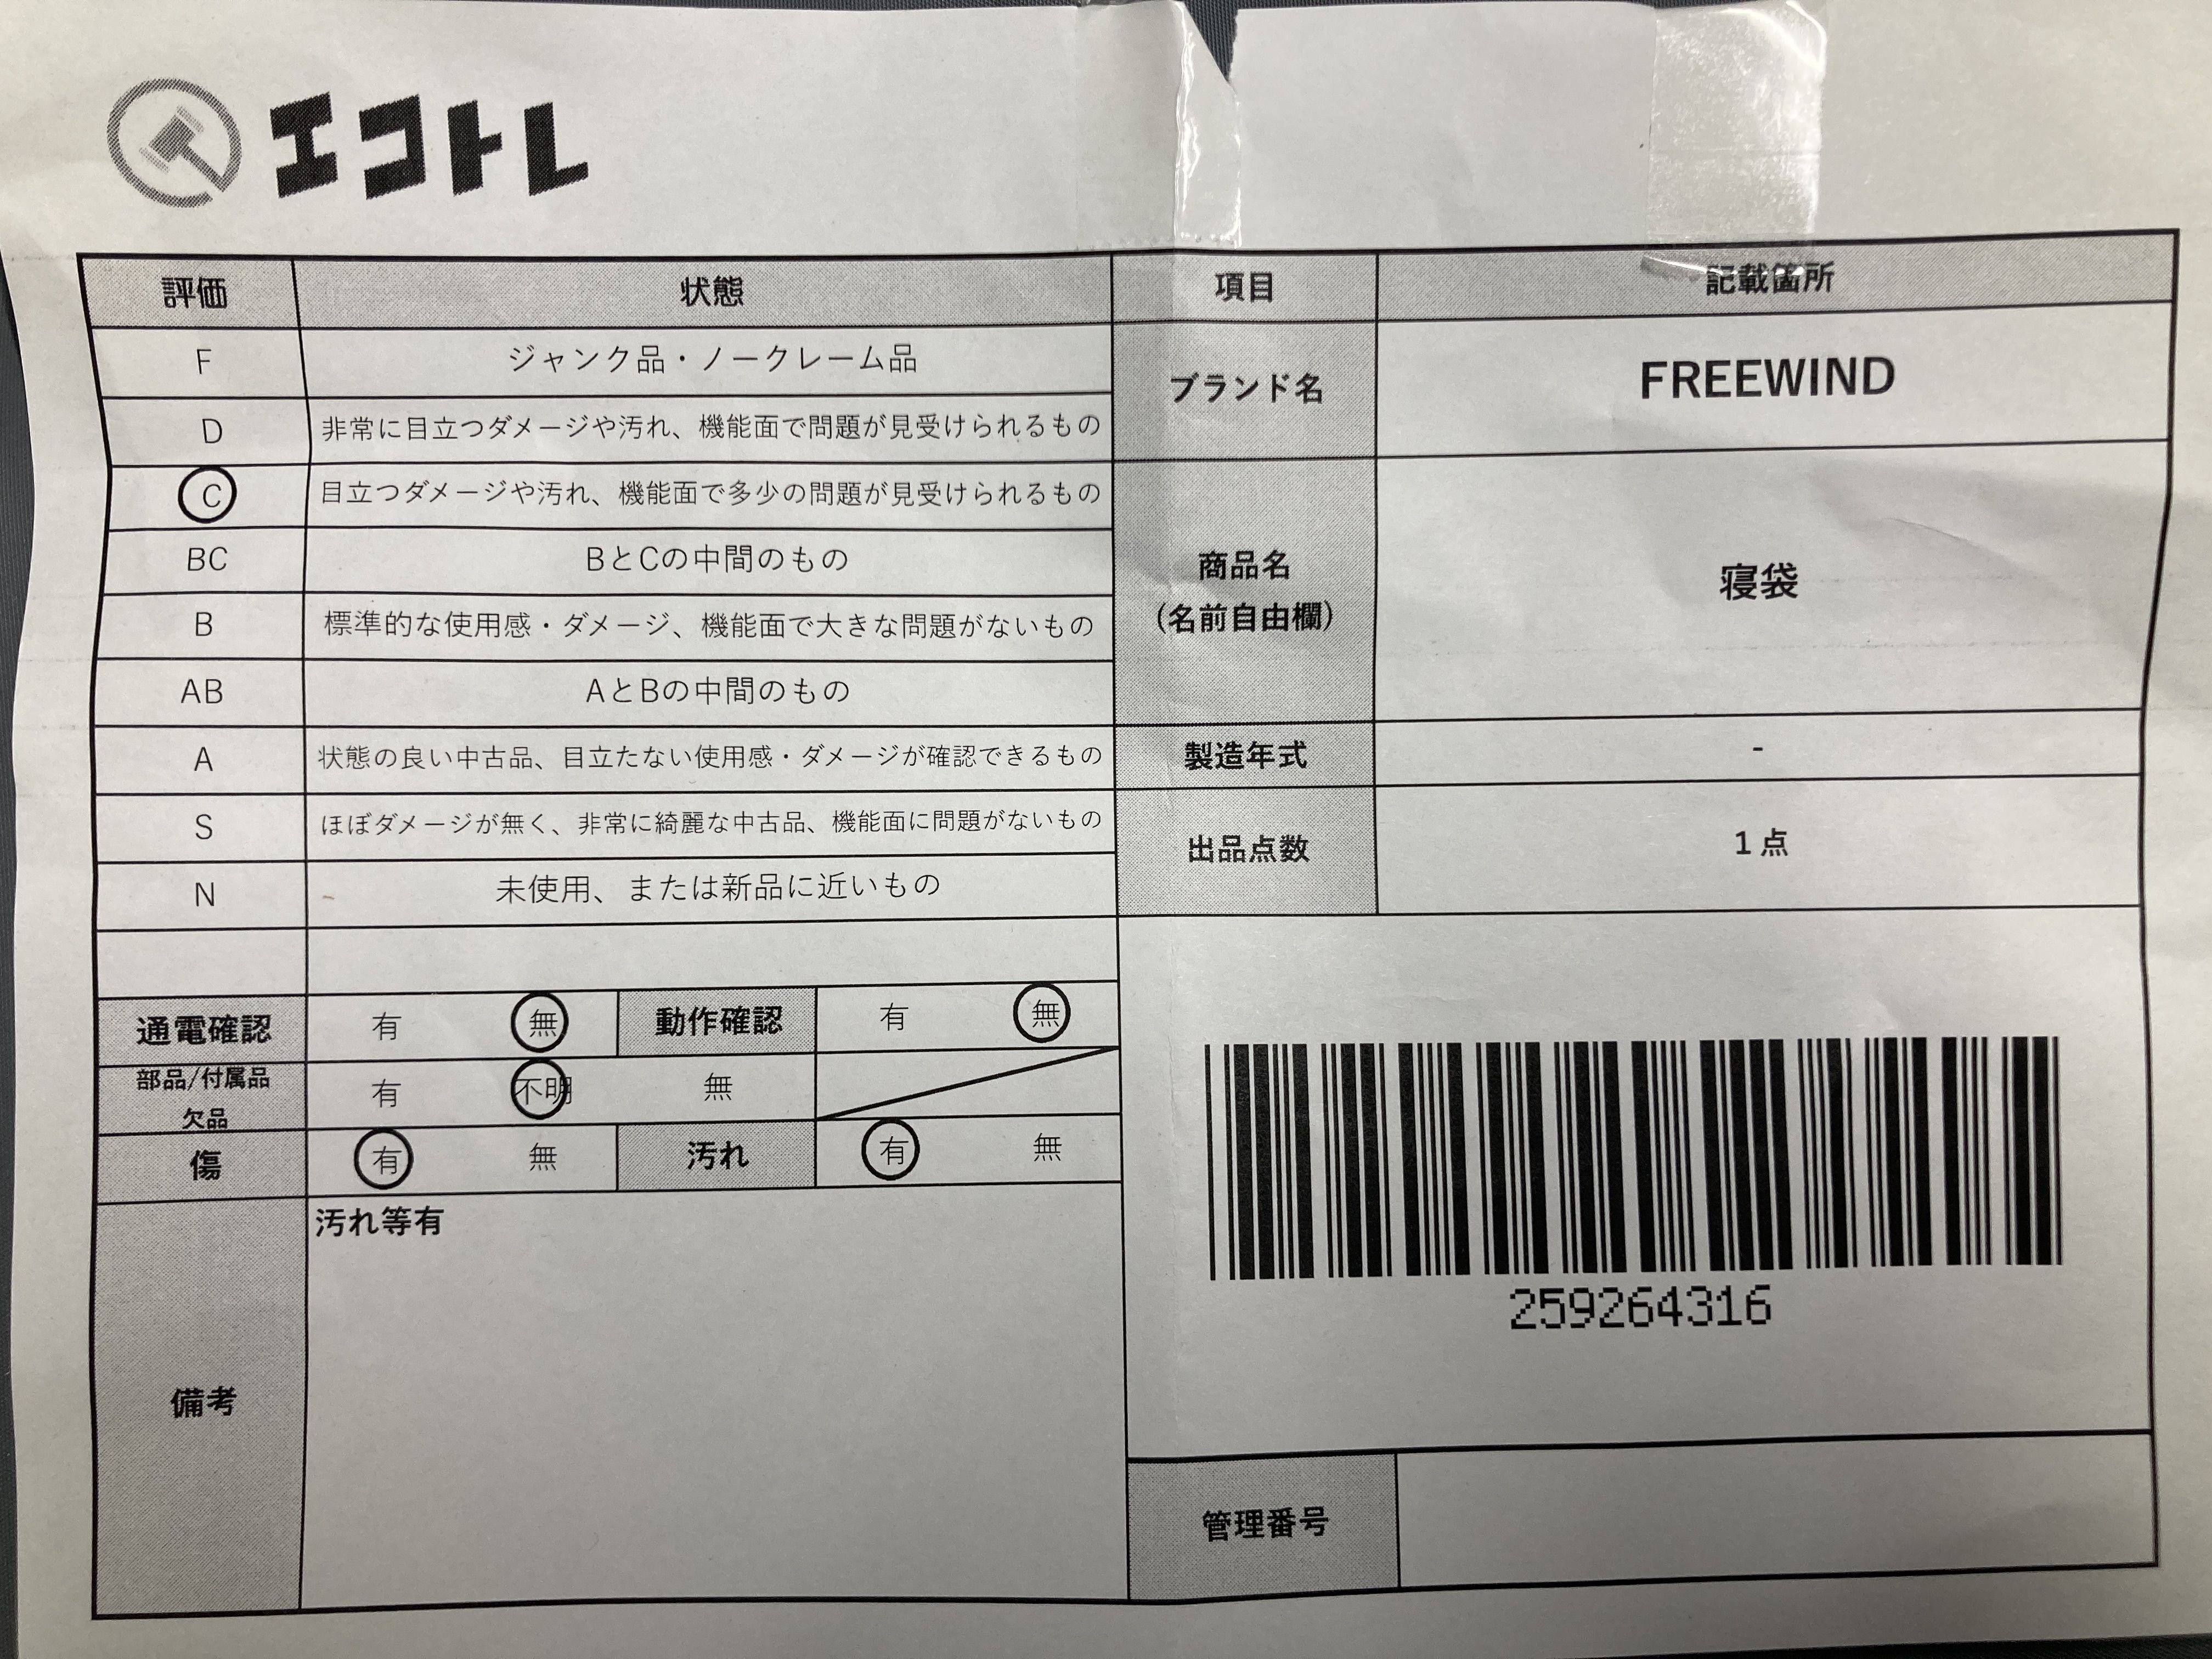 エコトレ
評価 状態 項目 記載箇所
F ジャンク品・ノークレーム品
ブランド名 FREEWIND
D 非常に目立つダメージや汚れ、機能面で問題が見受けられるもの
C 目立つダメージや汚れ、機能面で多少の問題が見受けられるもの
BC BとCの中間のもの
商品名
(名前自由欄)
寝袋
B 標準的な使用感・ダメージ、機能面で大きな問題がないもの
AB AとBの中間のもの
A 状態の良い中古品、目立たない使用感・ダメージが確認できるもの
製造年式 -
S ほぼダメージが無く、非常に綺麗な中古品、機能面に問題がないもの
出品点数 1点
N 未使用、または新品に近いもの
通電確認 有 無 動作確認 有 無
部品/付属品
欠品
有 不明 無
傷 有 無 汚れ 有 無
備考
汚れ等有
259264316
管理番号